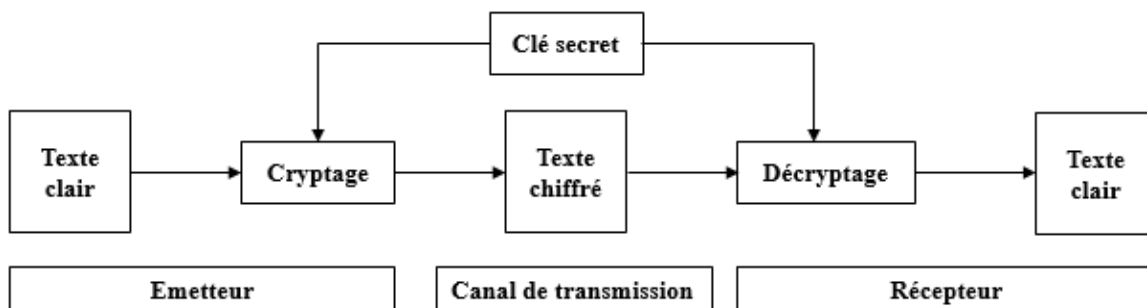 Clé secret
Texte
clair
Cryptage
Texte
chiffré
Décryptage
Texte
clair
Emetteur
Canal de transmission
Récepteur